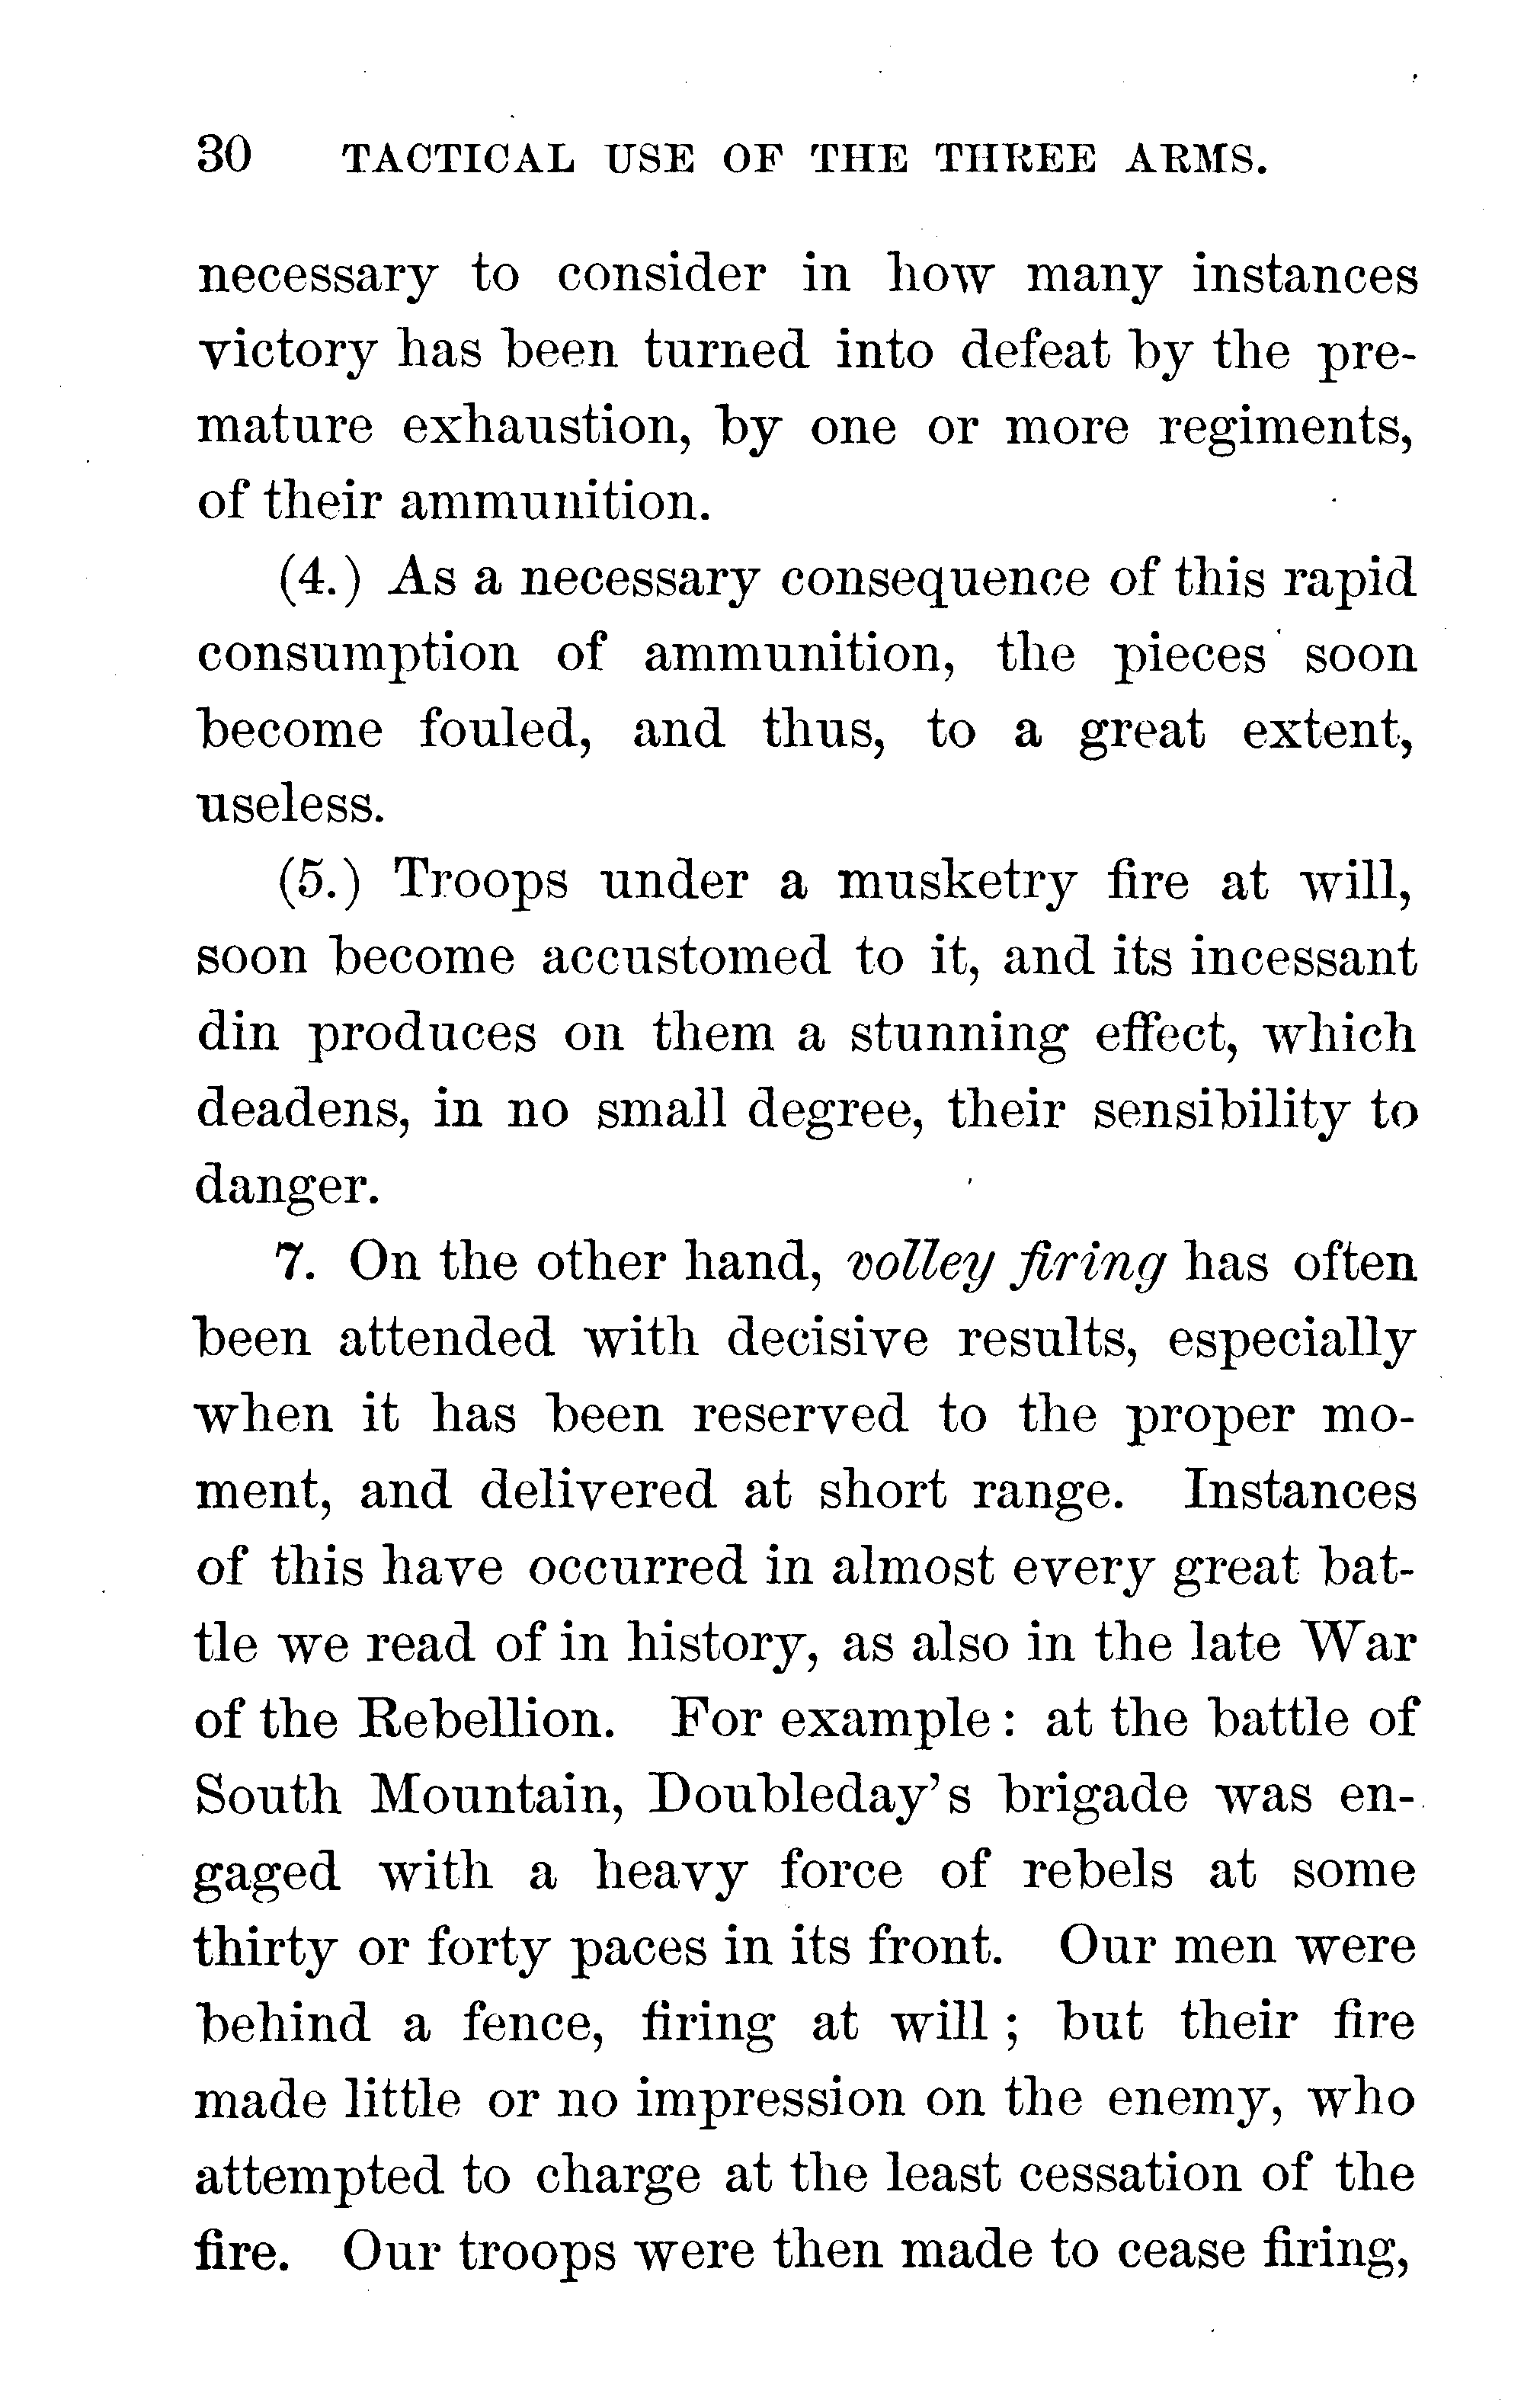 30 TACTICAL USE OF THE THREE ARMS.
necessary to consider in how many instances
victory has been turned into defeat by the pre-
mature exhaustion, by one or more regiments,
of their ammunition.
(4.) As a necessary consequence of this rapid
consumption of ammunition, the pieces soon
become fouled, and thus, to a great extent,
useless.
(5.) Troops under a musketry fire at will,
soon become accustomed to it, and its incessant
din produces on them a stunning effect, which
deadens, in no small degree, their sensibility to
danger.
7. On the other hand, volley firing has often
been attended with decisive results, especially
when it has been reserved to the proper mo-
ment, and delivered at short range. Instances
of this have occurred in almost every great bat-
tle we read of in history, as also in the late War
of the Rebellion. For example: at the battle of
South Mountain, Doubleday's brigade was en-
gaged with a heavy force of rebels at some
thirty or forty paces in its front. Our men were
behind a fence, firing at will; but their fire
made little or no impression on the enemy, who
attempted to charge at the least cessation of the
fire. Our troops were then made to cease firing,